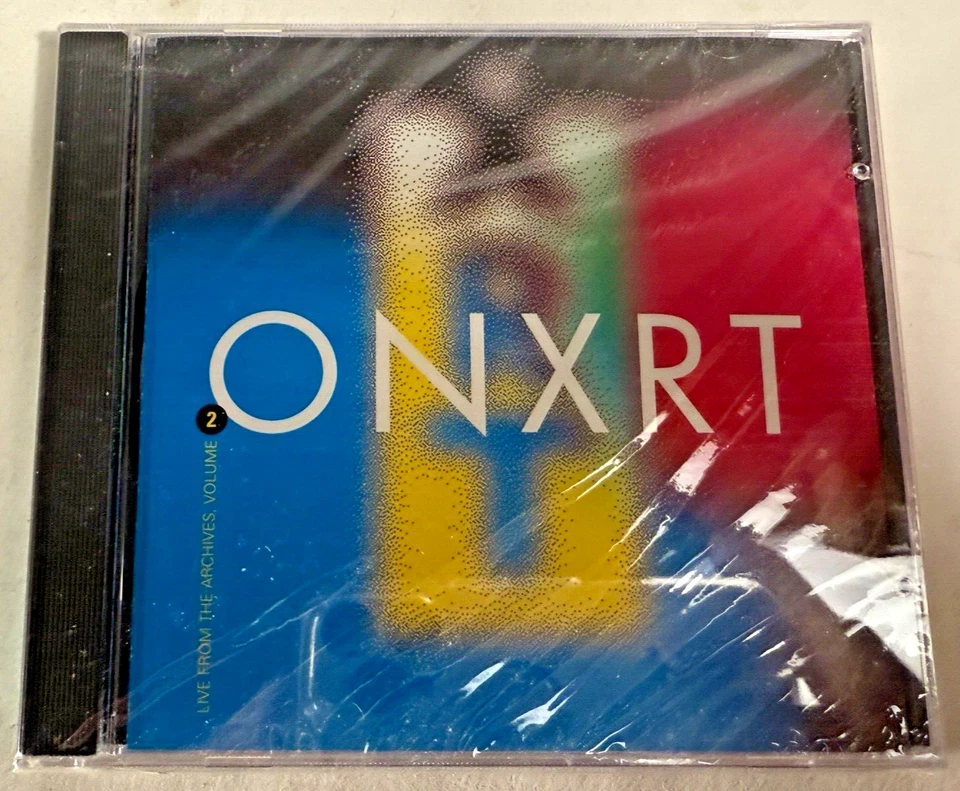 ONXRT
LIVE FROM THE ARCHIVES, VOLUME 2